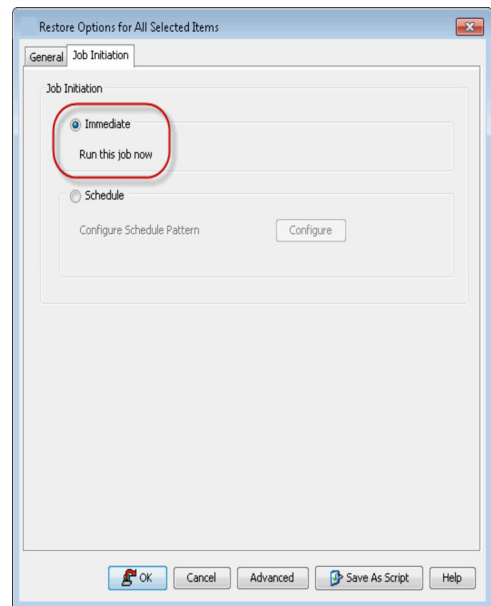 Restore Options for All Selected Items
General Job Initiation
Job Initiation
Immediate
Run this job now
Schedule
Configure Schedule Pattern Configure
OK Cancel Advanced Save As Script Help